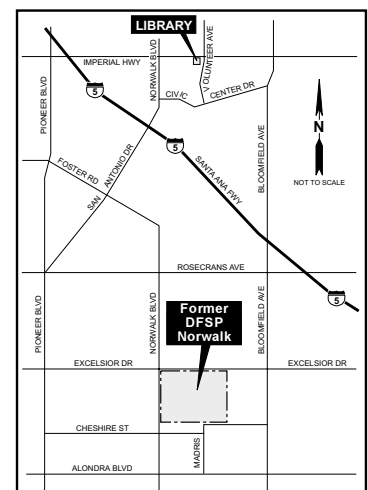 LIBRARY
IMPERIAL HWY
NORWALK BLVD
VOLUNTEER AVE
CIVIC
CENTER DR
5
PIONEER BLVD
5
N
NOT TO SCALE
FOSTER RD
SAN
ANTONIO DR
SANTA ANA FWY
BLOOMFIELD AVE
ROSECRANS AVE
5
PIONEER BLVD
NORWALK BLVD
Former
DFSP
Norwalk
BLOOMFIELD AVE
EXCELSIOR DR
EXCELSIOR DR
CHESHIRE ST
MADRIS
ALONDRA BLVD